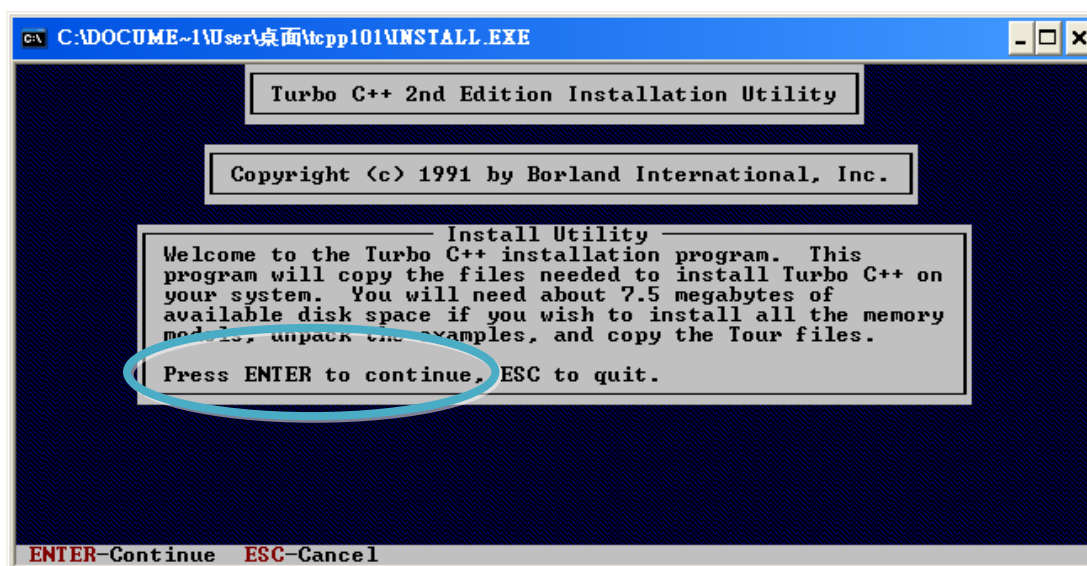 C:\DOCUME~1\User\桌面\tcpp101\INSTALL.EXE
Turbo C++ 2nd Edition Installation Utility
Copyright (c) 1991 by Borland International, Inc.
Install Utility
Welcome to the Turbo C++ installation program.  This
program will copy the files needed to install Turbo C++ on
your system.  You will need about 7.5 megabytes of
available disk space if you wish to install all the memory
models, unpack the examples, and copy the Tour files.
Press ENTER to continue, ESC to quit.
ENTER-Continue  ESC-Cancel